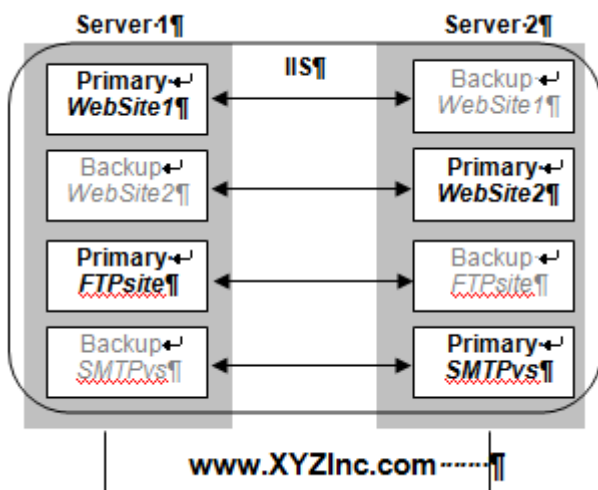 Server·1¶
Server·2¶
IIS¶
Primary·↵
WebSite1¶
Backup·↵
WebSite1¶
Backup↵
WebSite2¶
Primary·↵
WebSite2¶
Primary·↵
FTPsite¶
Backup·↵
FTPsite¶
Backup↵
SMTPvs¶
Primary·↵
SMTPvs¶
www.XYZInc.com·······¶